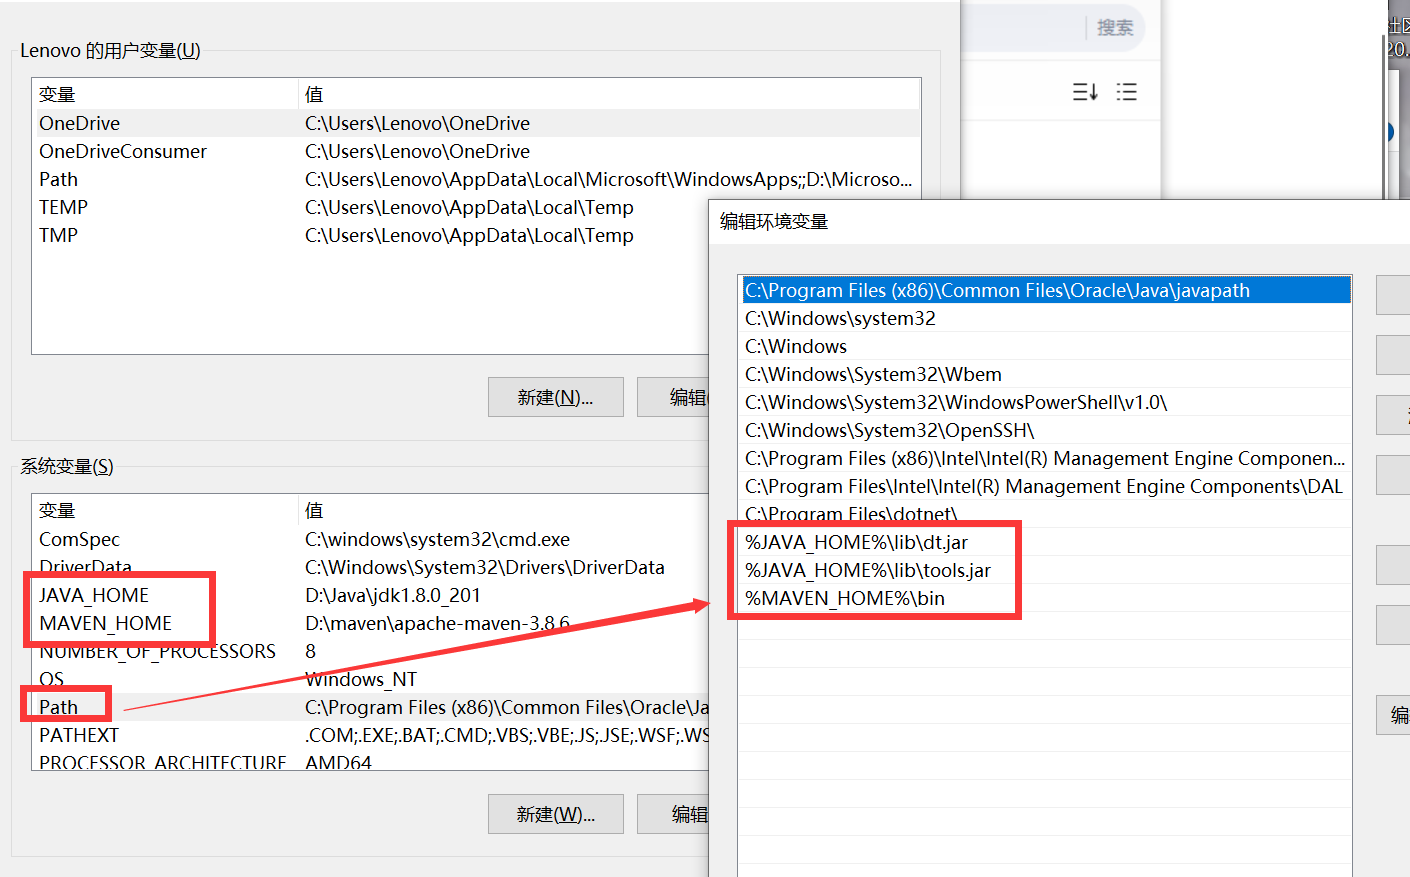 搜索
社区
20.
Lenovo 的用户变量(U)
变量 值
OneDrive C:\Users\Lenovo\OneDrive
OneDriveConsumer C:\Users\Lenovo\OneDrive
Path C:\Users\Lenovo\AppData\Local\Microsoft\WindowsApps;;D:\Microso...
TEMP C:\Users\Lenovo\AppData\Local\Temp
TMP C:\Users\Lenovo\AppData\Local\Temp
新建(N)...
编辑(
系统变量(S)
变量 值
ComSpec C:\windows\system32\cmd.exe
DriverData C:\Windows\System32\Drivers\DriverData
JAVA_HOME D:\Java\jdk1.8.0_201
MAVEN_HOME D:\maven\apache-maven-3.8.6
NUMBER_OF_PROCESSORS 8
OS Windows_NT
Path C:\Program Files (x86)\Common Files\Oracle\Ja
PATHEXT .COM;.EXE;.BAT;.CMD;.VBS;.VBE;.JS;.JSE;.WSF;.WS
PROCESSOR_ARCHITECTURE AMD64
新建(W)...
编辑
编辑环境变量
C:\Program Files (x86)\Common Files\Oracle\Java\javapath
C:\Windows\system32
C:\Windows
C:\Windows\System32\Wbem
C:\Windows\System32\WindowsPowerShell\v1.0\
C:\Windows\System32\OpenSSH\
C:\Program Files (x86)\Intel\Intel(R) Management Engine Componen...
C:\Program Files\Intel\Intel(R) Management Engine Components\DAL
C:\Program Files\dotnet\
%JAVA_HOME%\lib\dt.jar
%JAVA_HOME%\lib\tools.jar
%MAVEN_HOME%\bin
编